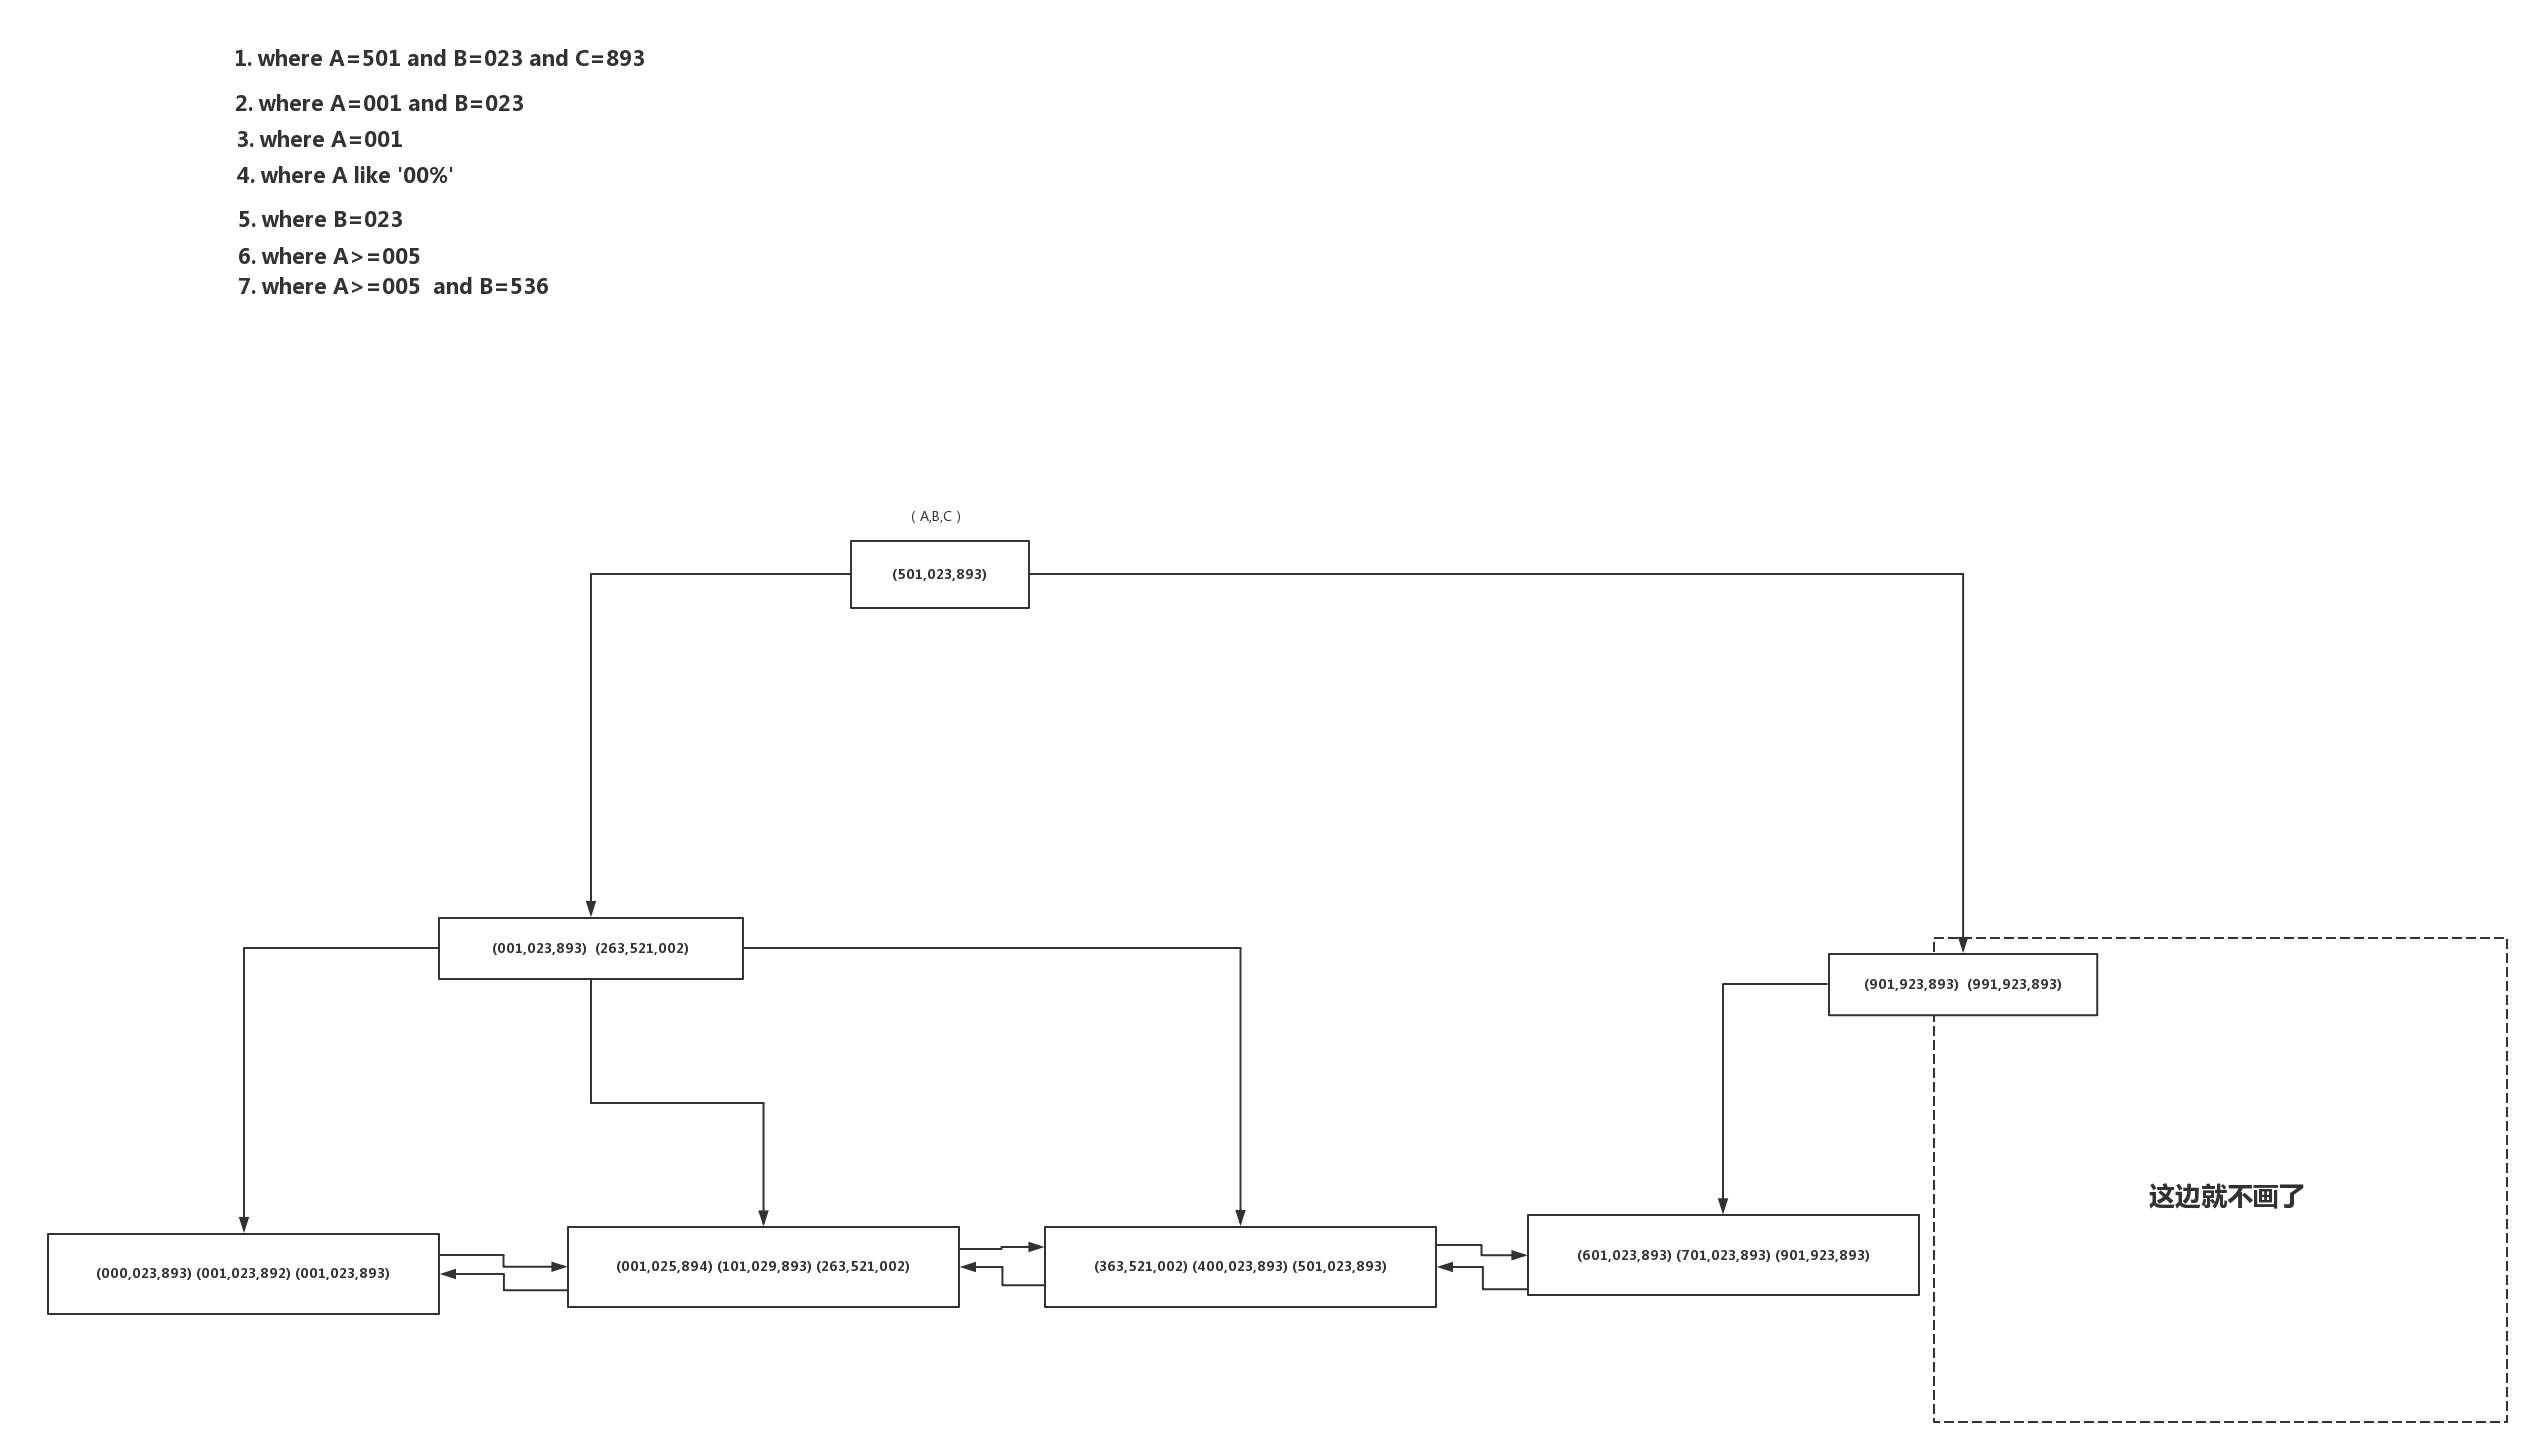 1. where A=501 and B=023 and C=893
2. where A=001 and B=023
3. where A=001
4. where A like '00%'
5. where B=023
6. where A>=005
7. where A>=005  and B=536
( A,B,C )
(501,023,893)
(001,023,893)  (263,521,002)
(901,923,893)  (991,923,893)
这边就不画了
(000,023,893) (001,023,892) (001,023,893)
(001,025,894) (101,029,893) (263,521,002)
(363,521,002) (400,023,893) (501,023,893)
(601,023,893) (701,023,893) (901,923,893)